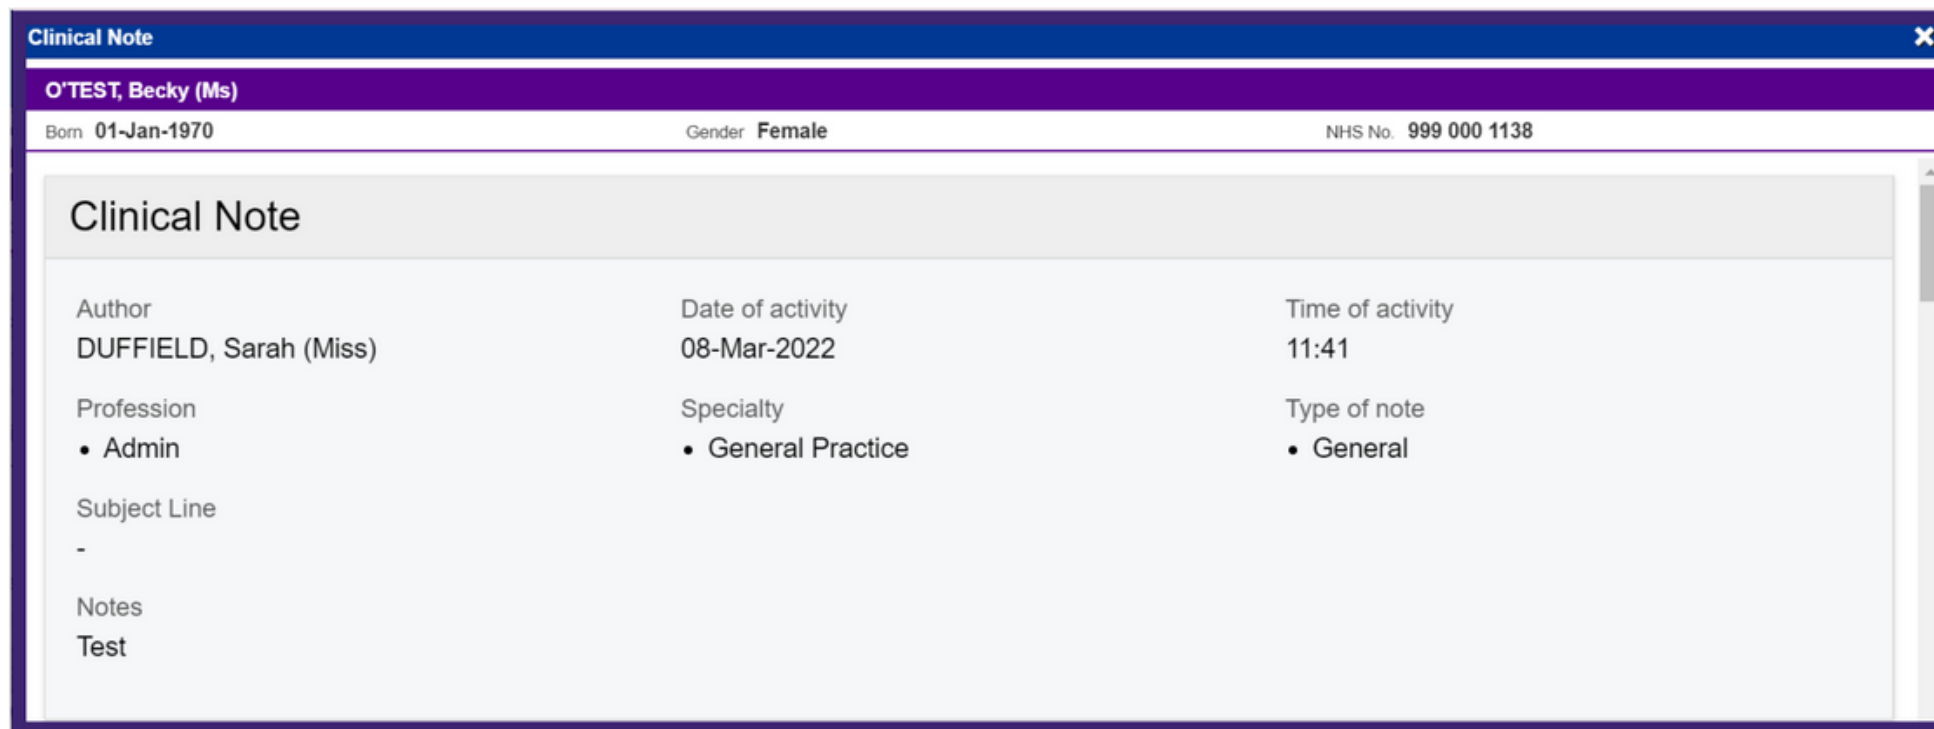 Clinical Note
O'TEST, Becky (Ms)
Born 01-Jan-1970 Gender Female NHS No. 999 000 1138
Clinical Note
Author Date of activity Time of activity
DUFFIELD, Sarah (Miss) 08-Mar-2022 11:41
Profession Specialty Type of note
• Admin • General Practice • General
Subject Line
-
Notes
Test